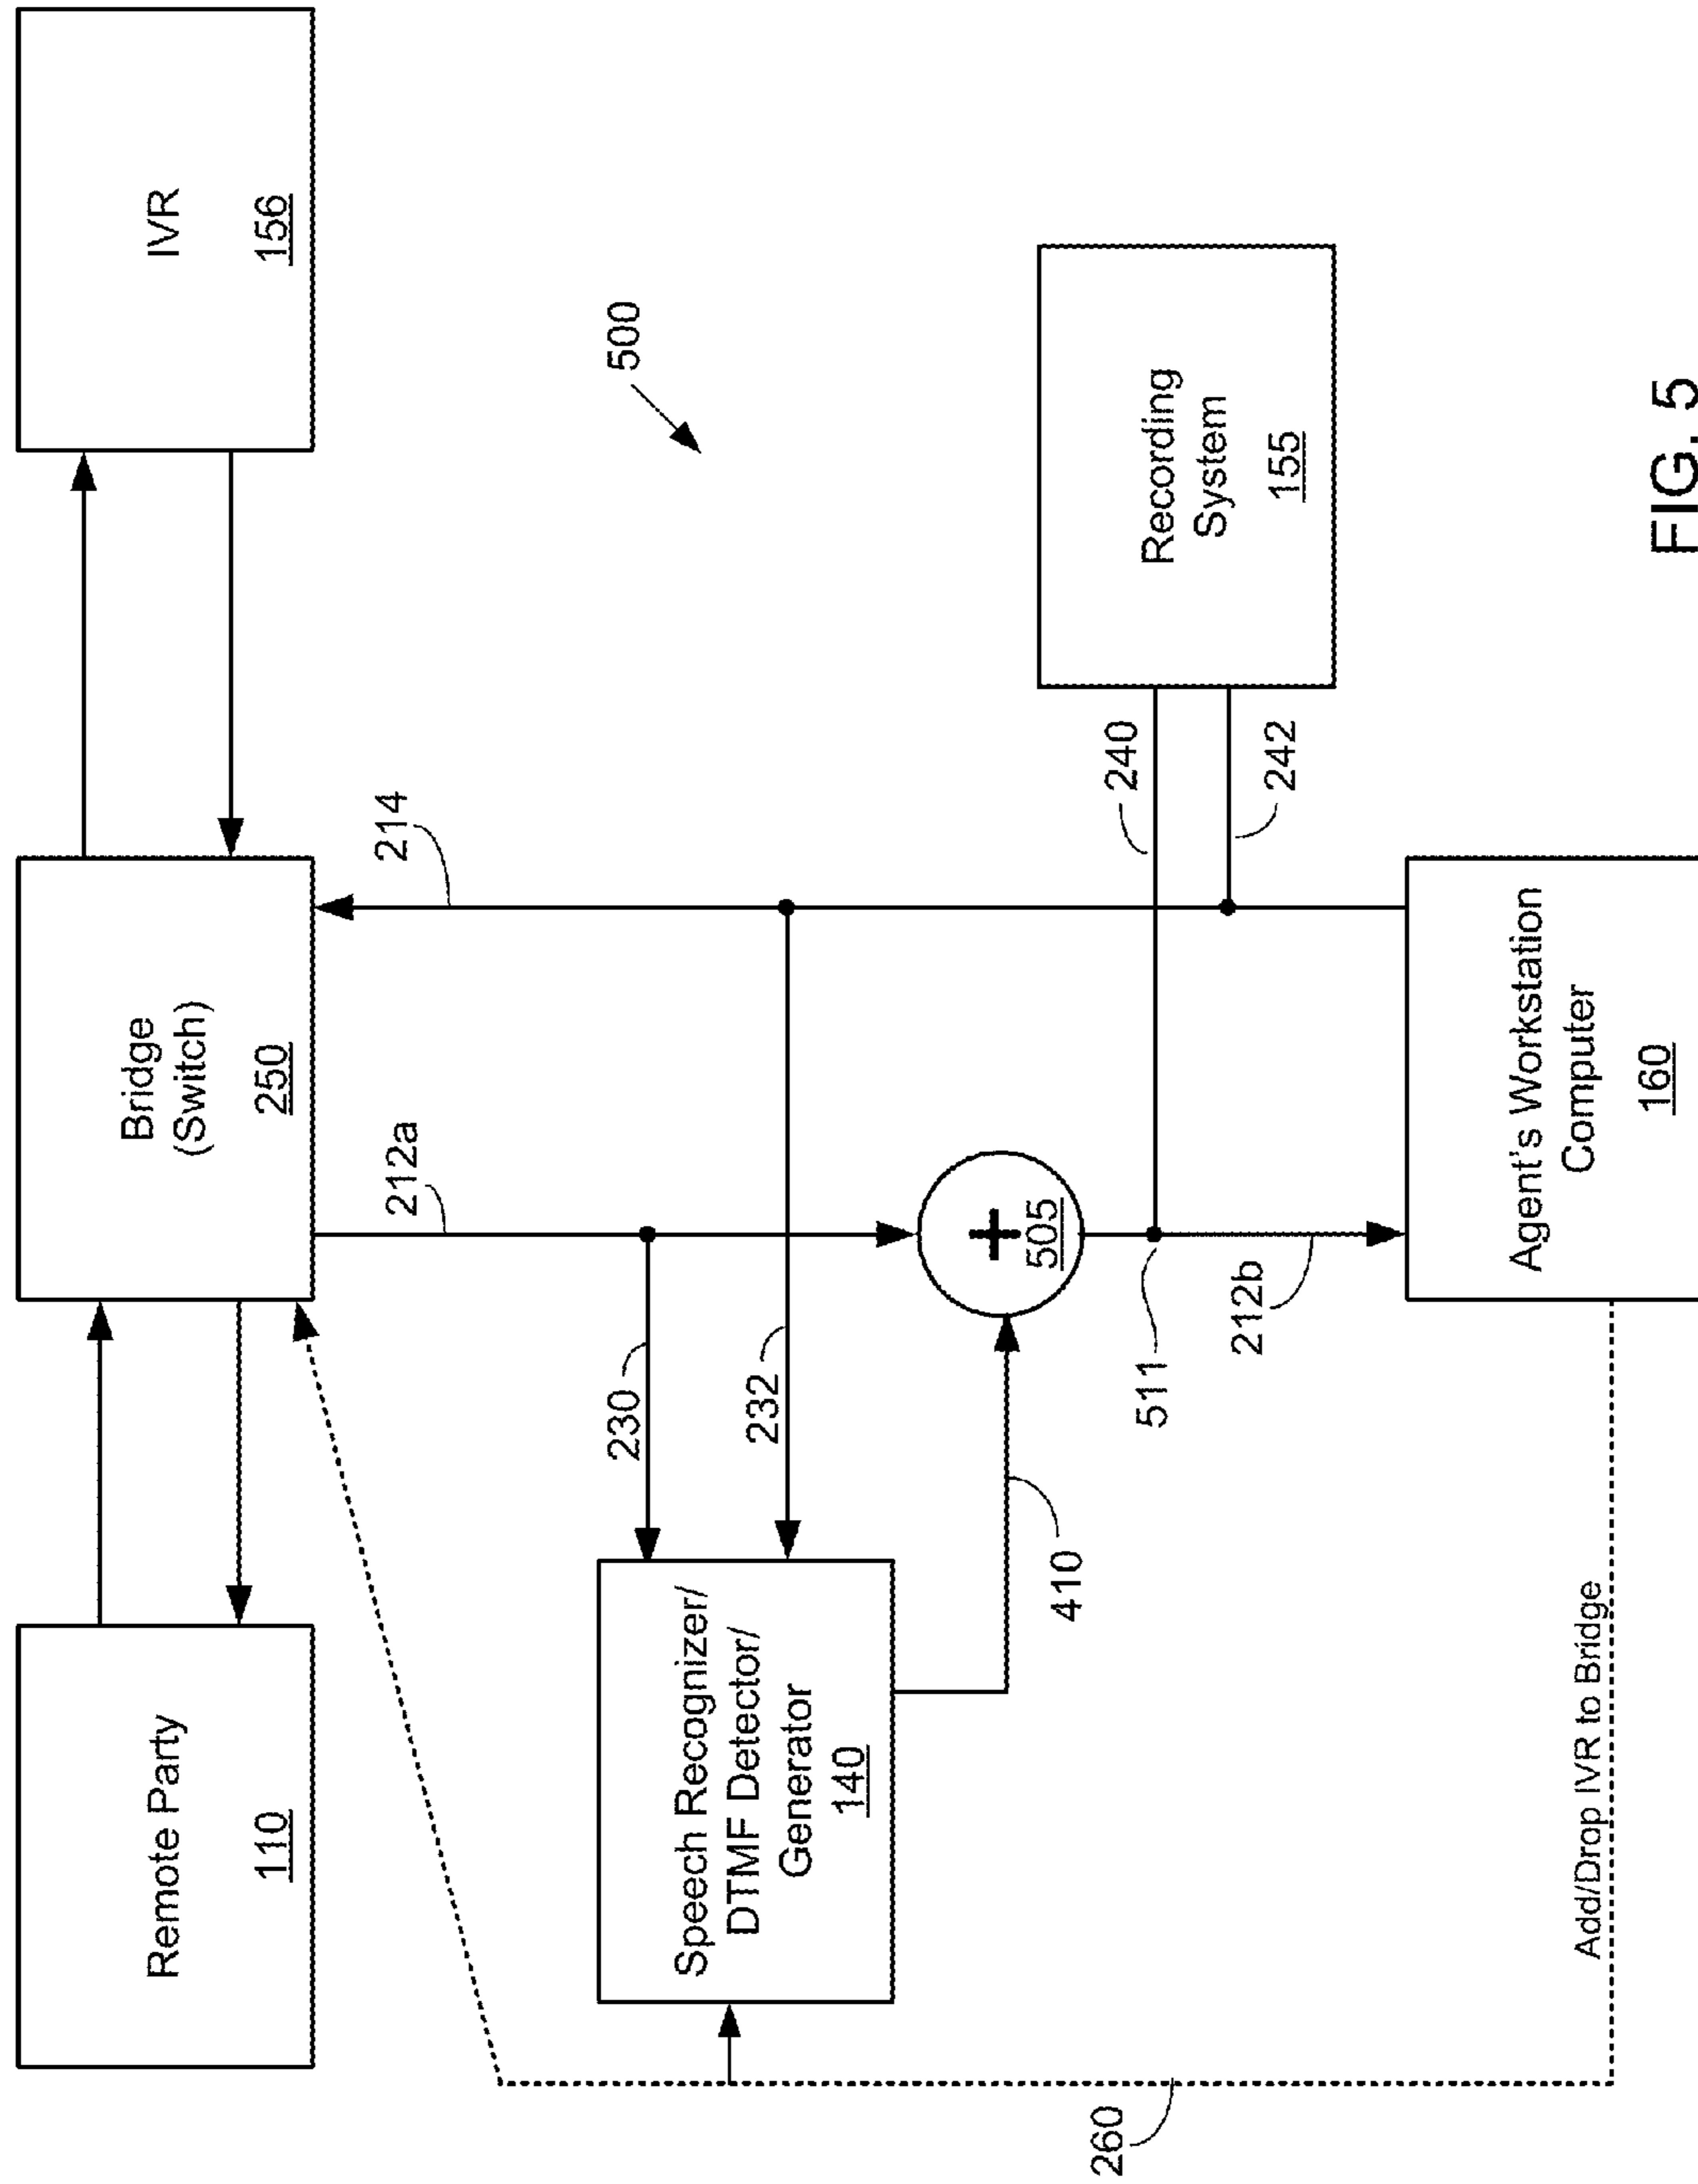 Remote Party
110
Bridge
(Switch)
250
IVR
156
212a
214
500
230
232
Speech Recognizer/
DTMF Detector/
Generator
140
410
+
505
511
212b
240
242
Recording
System
155
260
Add/Drop IVR to Bridge
Agent's Workstation
Computer
160
FIG. 5